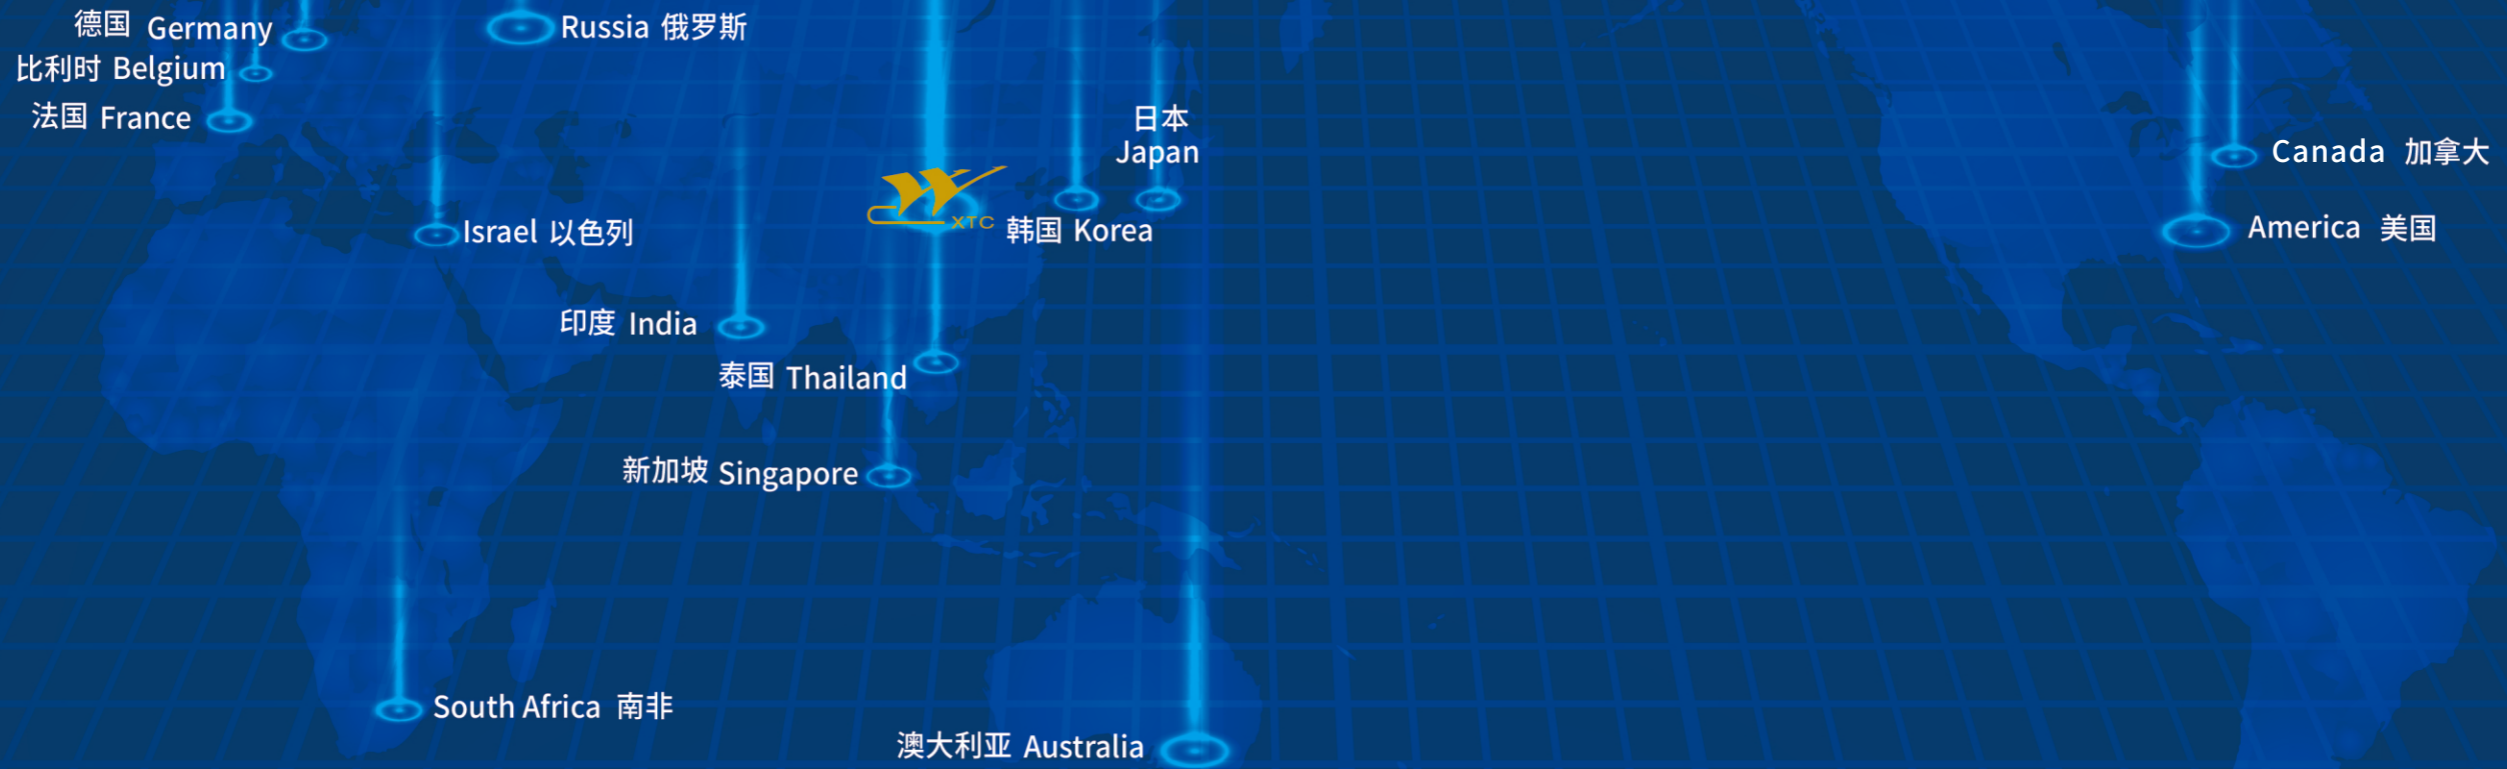 德国 Germany
Russia 俄罗斯
比利时 Belgium
法国 France
日本
Japan
Canada 加拿大
XTC
韩国 Korea
America 美国
Israel 以色列
印度 India
泰国 Thailand
新加坡 Singapore
South Africa 南非
澳大利亚 Australia